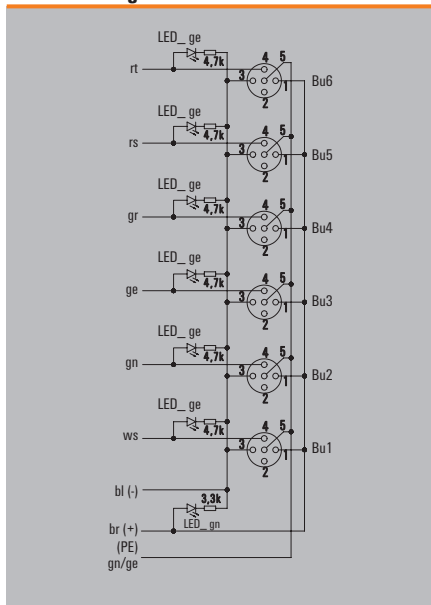 LED_ ge
4,7k
rt
4 5
3 1
2
Bu6
LED_ ge
4,7k
rs
4 5
3 1
2
Bu5
LED_ ge
4,7k
gr
4 5
3 1
2
Bu4
LED_ ge
4,7k
ge
4 5
3 1
2
Bu3
LED_ ge
4,7k
gn
4 5
3 1
2
Bu2
LED_ ge
4,7k
ws
4 5
3 1
2
Bu1
bl (-)
3,3k
br (+)
LED_ gn
(PE)
gn/ge